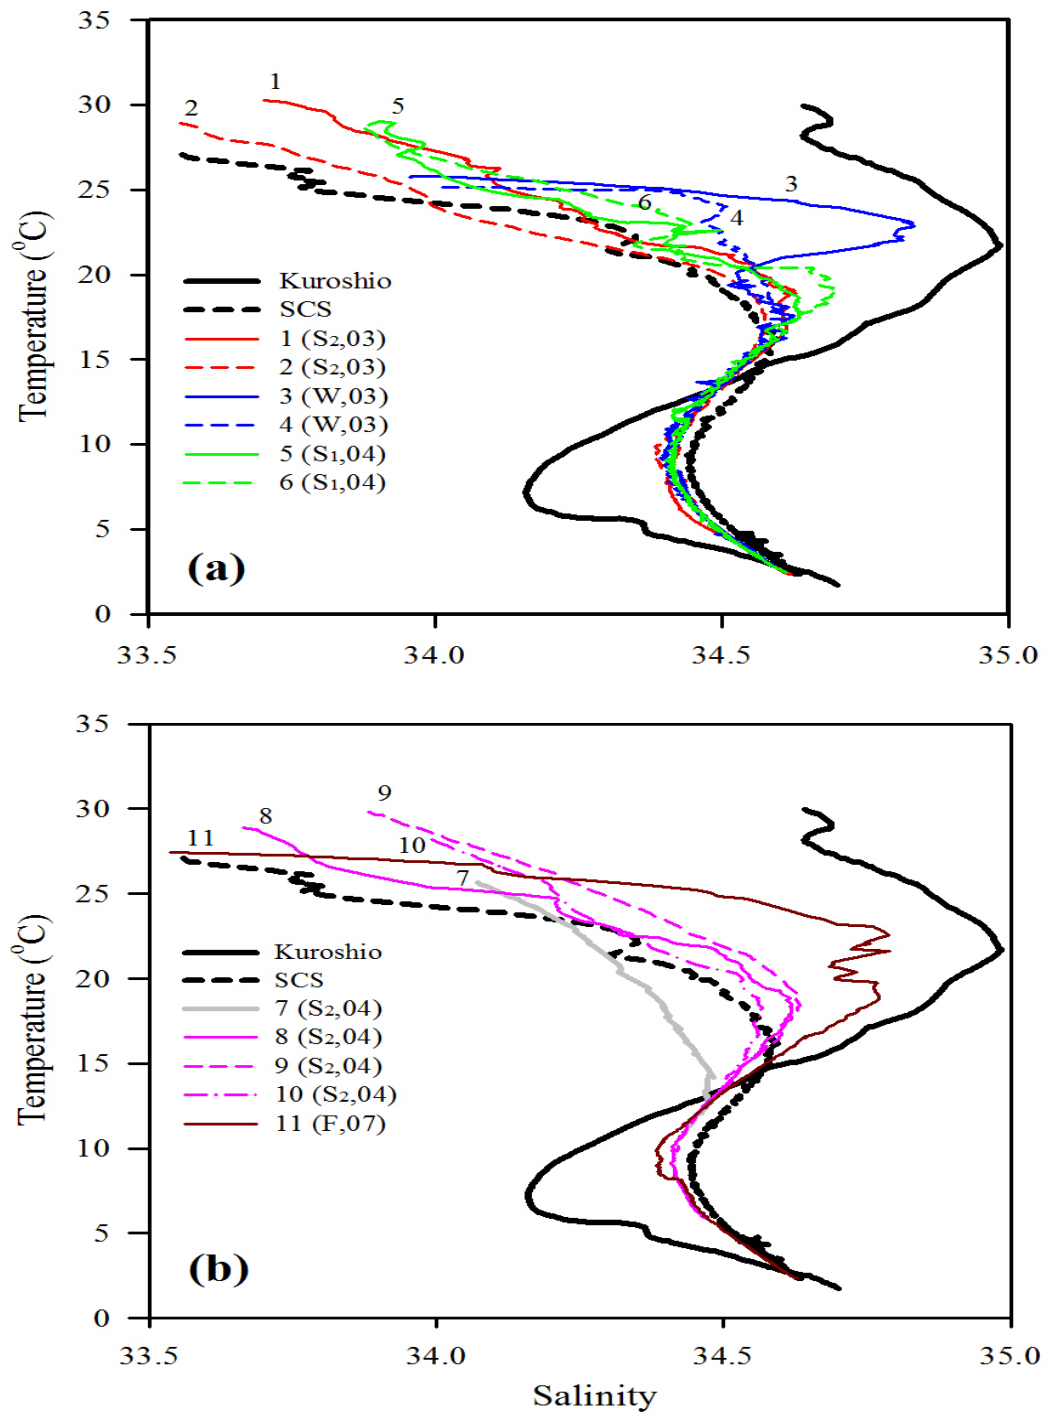 35
30
25
20
15
10
5
0
Temperature (⁰C)
1
2
5
3
6
4
Kuroshio
SCS
1 (S₂,03)
2 (S₂,03)
3 (W,03)
4 (W,03)
5 (S₁,04)
6 (S₁,04)
(a)
33.5 34.0 34.5 35.0
35
30
25
20
15
10
5
0
Temperature (⁰C)
9
8
11
10
7
Kuroshio
SCS
7 (S₂,04)
8 (S₂,04)
9 (S₂,04)
10 (S₂,04)
11 (F,07)
(b)
33.5 34.0 34.5 35.0
Salinity